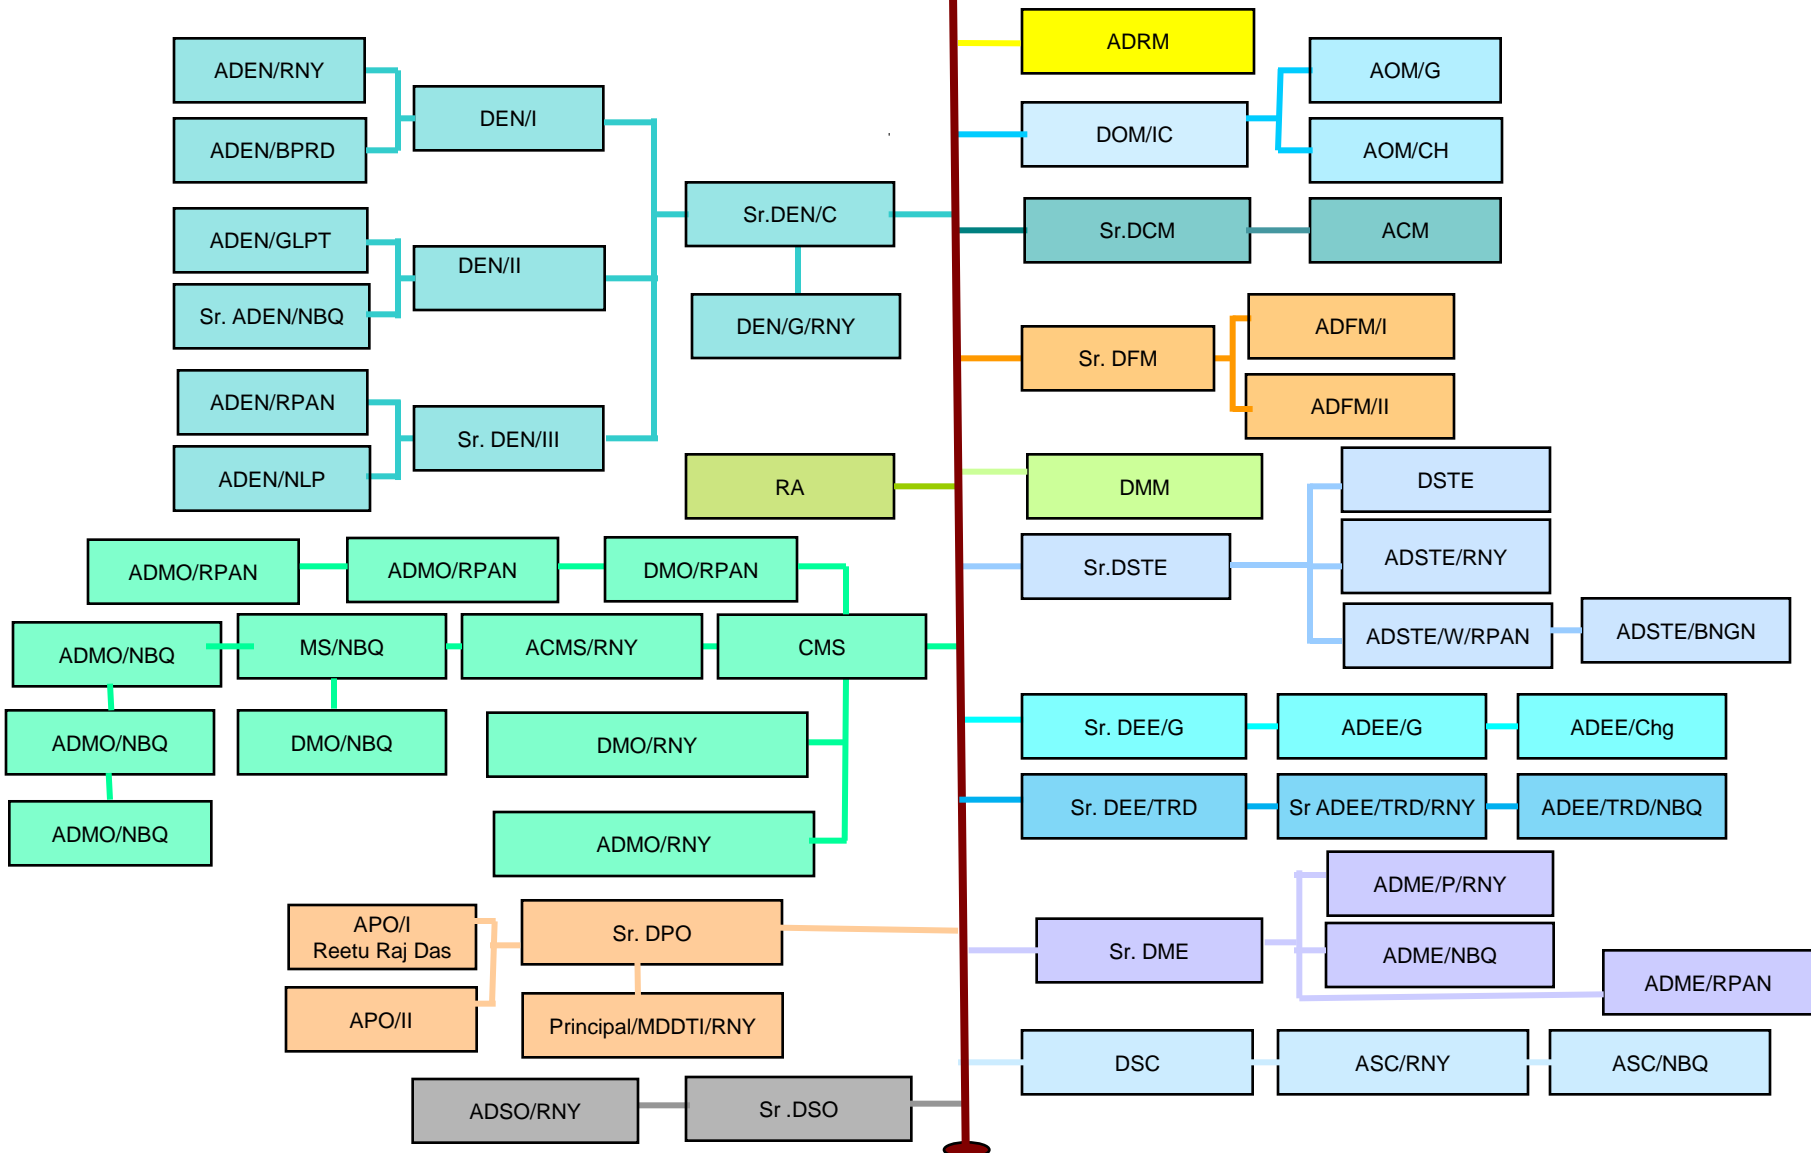 ADRM
ADEN/RNY
AOM/G
DEN/I
DOM/IC
ADEN/BPRD
AOM/CH
Sr.DEN/C
Sr.DCM
ACM
ADEN/GLPT
DEN/II
Sr. ADEN/NBQ
DEN/G/RNY
ADFM/I
Sr. DFM
ADEN/RPAN
ADFM/II
Sr. DEN/III
ADEN/NLP
RA
DMM
DSTE
ADMO/RPAN
ADMO/RPAN
DMO/RPAN
Sr.DSTE
ADSTE/RNY
ADMO/NBQ
MS/NBQ
ACMS/RNY
CMS
ADSTE/W/RPAN
ADSTE/BNGN
ADMO/NBQ
DMO/NBQ
DMO/RNY
Sr. DEE/G
ADEE/G
ADEE/Chg
ADMO/NBQ
ADMO/RNY
Sr. DEE/TRD
Sr ADEE/TRD/RNY
ADEE/TRD/NBQ
ADME/P/RNY
APO/I
Reetu Raj Das
Sr. DPO
Sr. DME
ADME/NBQ
ADME/RPAN
APO/II
Principal/MDDTI/RNY
DSC
ASC/RNY
ASC/NBQ
ADSO/RNY
Sr .DSO